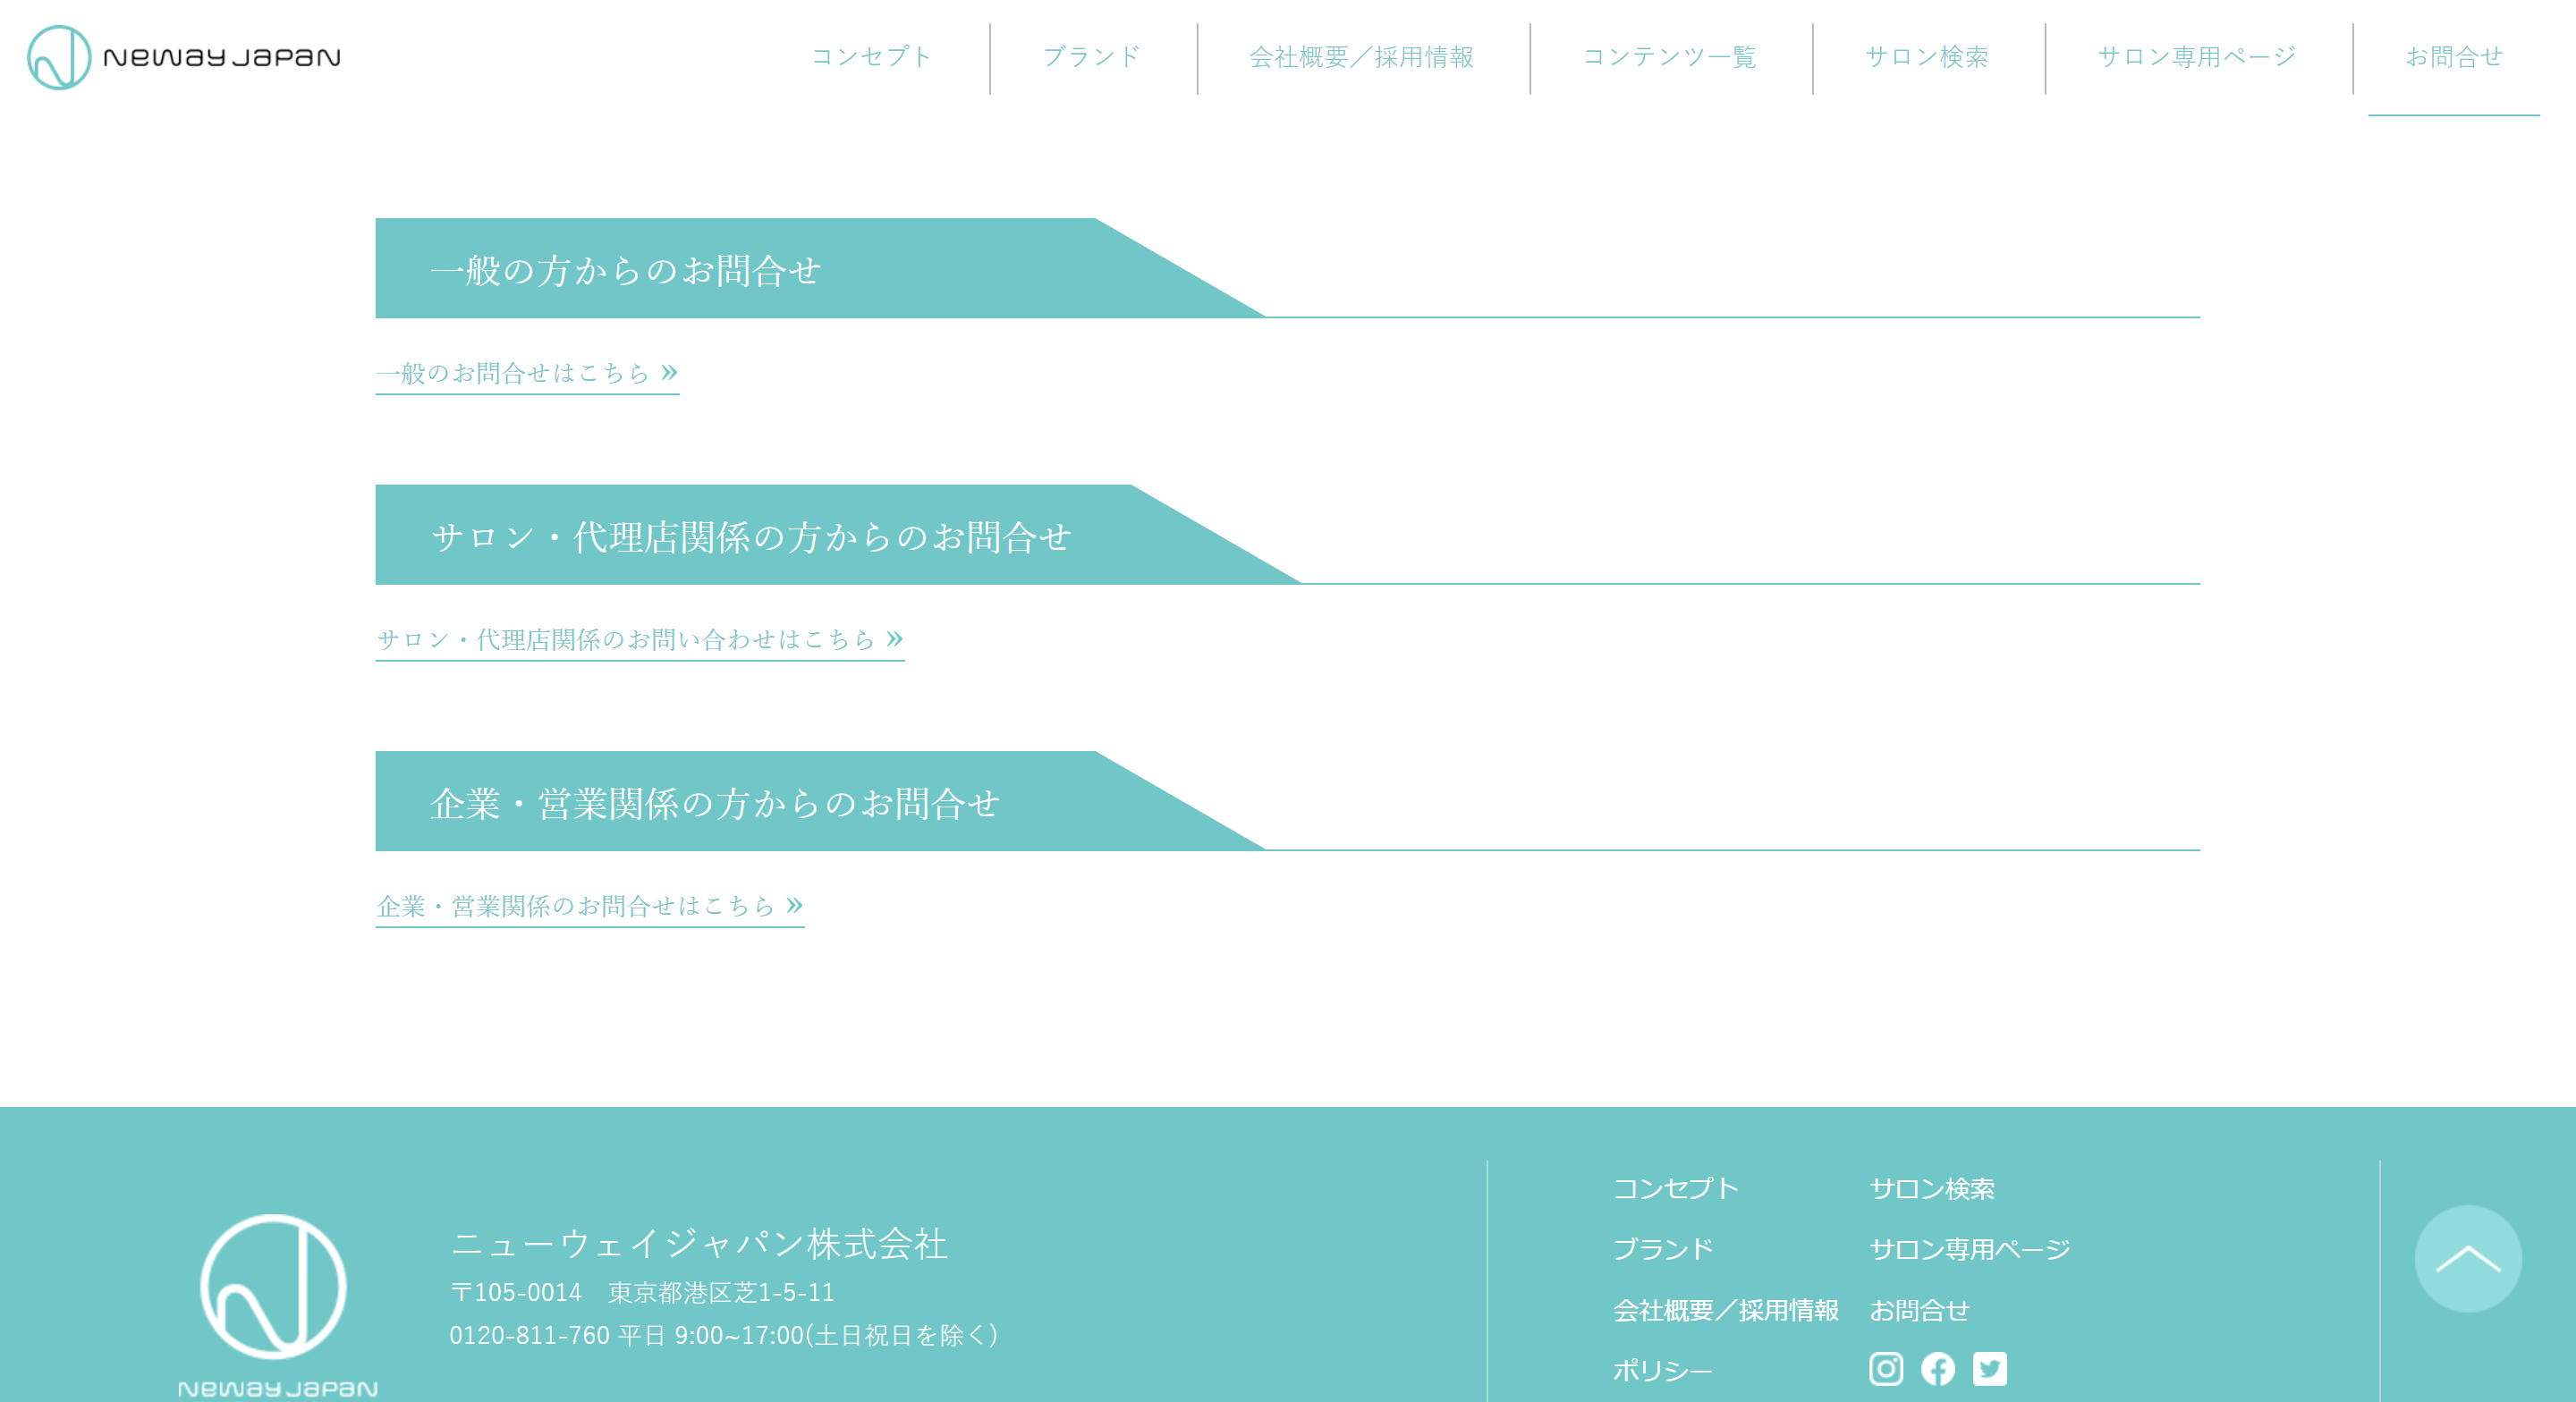 NEWAY JAPAN
コンセプト
ブランド
会社概要／採用情報
コンテンツ一覧
サロン検索
サロン専用ページ
お問合せ
一般の方からのお問合せ
一般のお問合せはこちら »
サロン・代理店関係の方からのお問合せ
サロン・代理店関係のお問い合わせはこちら »
企業・営業関係の方からのお問合せ
企業・営業関係のお問合せはこちら »
NEWAY JAPAN
ニューウェイジャパン株式会社
〒105-0014　東京都港区芝1-5-11
0120-811-760 平日 9:00~17:00(土日祝日を除く)
コンセプト
ブランド
会社概要／採用情報
ポリシー
サロン検索
サロン専用ページ
お問合せ